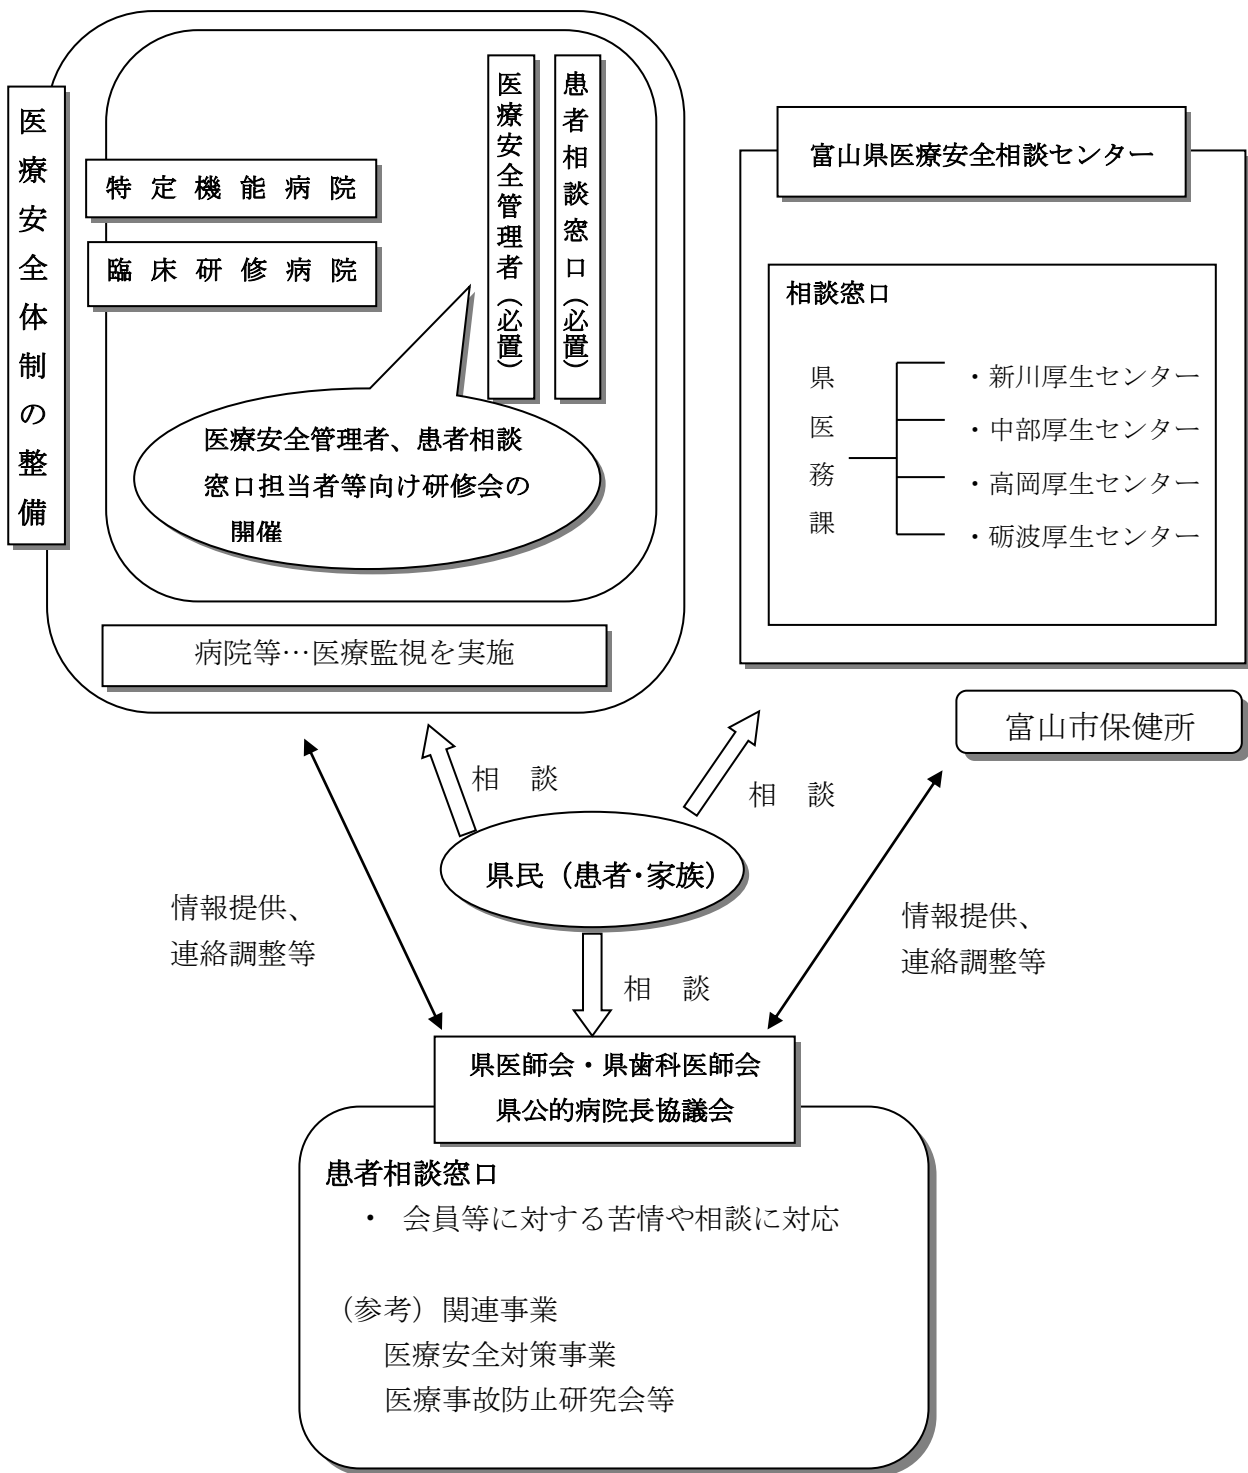 医療安全体制の整備
特定機能病院
臨床研修病院
医療安全管理者（必置）
患者相談窓口（必置）
医療安全管理者、患者相談
窓口担当者等向け研修会の
開催
病院等…医療監視を実施
富山県医療安全相談センター
相談窓口
県医務課
・新川厚生センター
・中部厚生センター
・高岡厚生センター
・砺波厚生センター
富山市保健所
相 談
相 談
県民（患者･家族）
情報提供、
連絡調整等
情報提供、
連絡調整等
相 談
県医師会・県歯科医師会
県公的病院長協議会
患者相談窓口
・ 会員等に対する苦情や相談に対応
（参考）関連事業
医療安全対策事業
医療事故防止研究会等